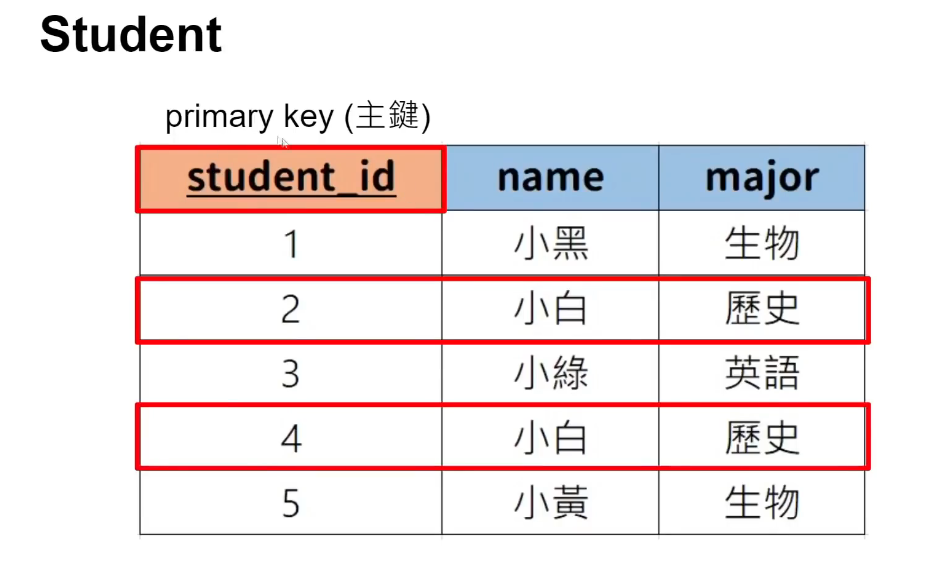 Student
primary key (主鍵)
student_id name major
1 小黑 生物
2 小白 歷史
3 小綠 英語
4 小白 歷史
5 小黃 生物